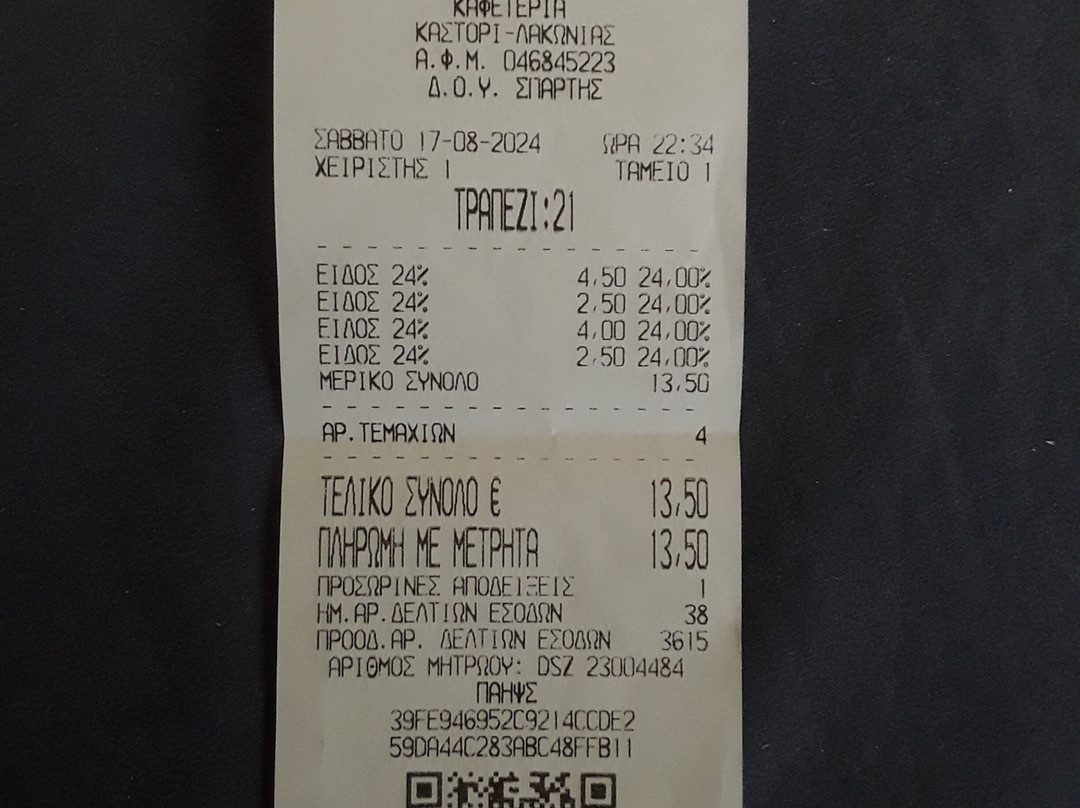 ΚΑΦΕΤΕΡΙΑ
ΚΑΣΤΟΡΙ-ΛΑΚΩΝΙΑΣ
Α.Φ.Μ. 046845223
Δ.Ο.Υ. ΣΠΑΡΤΗΣ
ΣΑΒΒΑΤΟ 17-08-2024 ΩΡΑ 22:34
ΧΕΙΡΙΣΤΗΣ 1 ΤΑΜΕΙΟ 1
ΤΡΑΠΕΖΙ:21
ΕΙΔΟΣ 24% 4,50 24,00%
ΕΙΔΟΣ 24% 2,50 24,00%
ΕΙΔΟΣ 24% 4,00 24,00%
ΕΙΔΟΣ 24% 2,50 24,00%
ΜΕΡΙΚΟ ΣΥΝΟΛΟ 13,50
ΑΡ.ΤΕΜΑΧΙΩΝ 4
ΤΕΛΙΚΟ ΣΥΝΟΛΟ € 13,50
ΠΛΗΡΩΜΗ ΜΕ ΜΕΤΡΗΤΑ 13,50
ΠΡΟΣΩΡΙΝΕΣ ΑΠΟΔΕΙΞΕΙΣ 1
ΗΜ.ΑΡ.ΔΕΛΤΙΩΝ ΕΣΟΔΩΝ 38
ΠΡΟΟΔ.ΑΡ. ΔΕΛΤΙΩΝ ΕΣΟΔΩΝ 3615
ΑΡΙΘΜΟΣ ΜΗΤΡΩΟΥ: DSZ 23004484
ΠΑΗΨΣ
39FE946952C9214CCDE2
59DA44C283ABC48FFB11